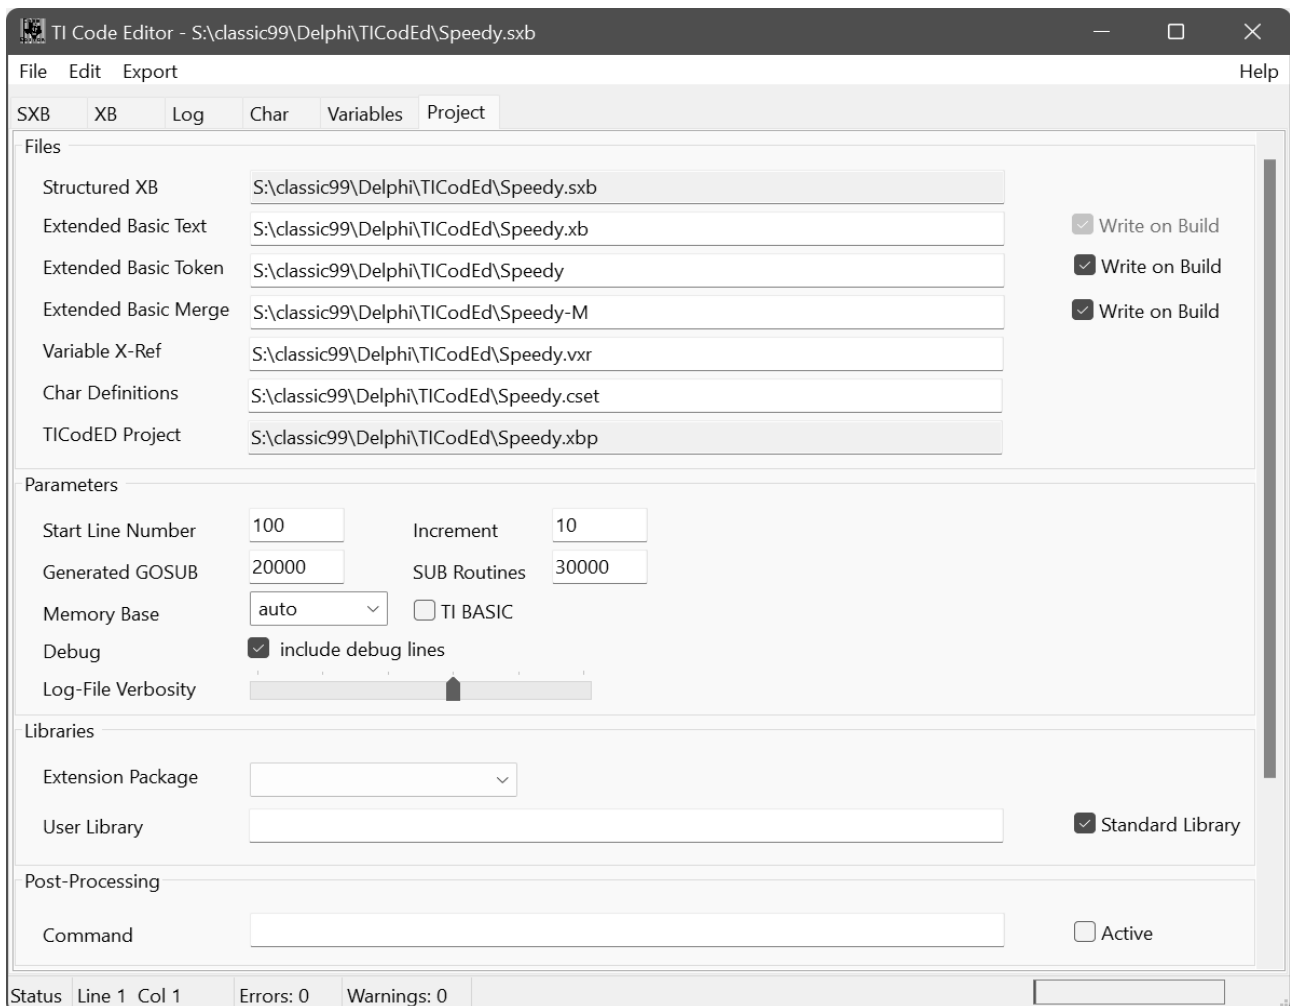 TI Code Editor - S:\classic99\Delphi\TICodEd\Speedy.sxb
File Edit Export Help
SXB XB Log Char Variables Project
Files
Structured XB S:\classic99\Delphi\TICodEd\Speedy.sxb
Extended Basic Text S:\classic99\Delphi\TICodEd\Speedy.xb Write on Build
Extended Basic Token S:\classic99\Delphi\TICodEd\Speedy Write on Build
Extended Basic Merge S:\classic99\Delphi\TICodEd\Speedy-M Write on Build
Variable X-Ref S:\classic99\Delphi\TICodEd\Speedy.vxr
Char Definitions S:\classic99\Delphi\TICodEd\Speedy.cset
TICodED Project S:\classic99\Delphi\TICodEd\Speedy.xbp
Parameters
Start Line Number 100 Increment 10
Generated GOSUB 20000 SUB Routines 30000
Memory Base auto TI BASIC
Debug include debug lines
Log-File Verbosity
Libraries
Extension Package
User Library Standard Library
Post-Processing
Command Active
Status Line 1 Col 1 Errors: 0 Warnings: 0